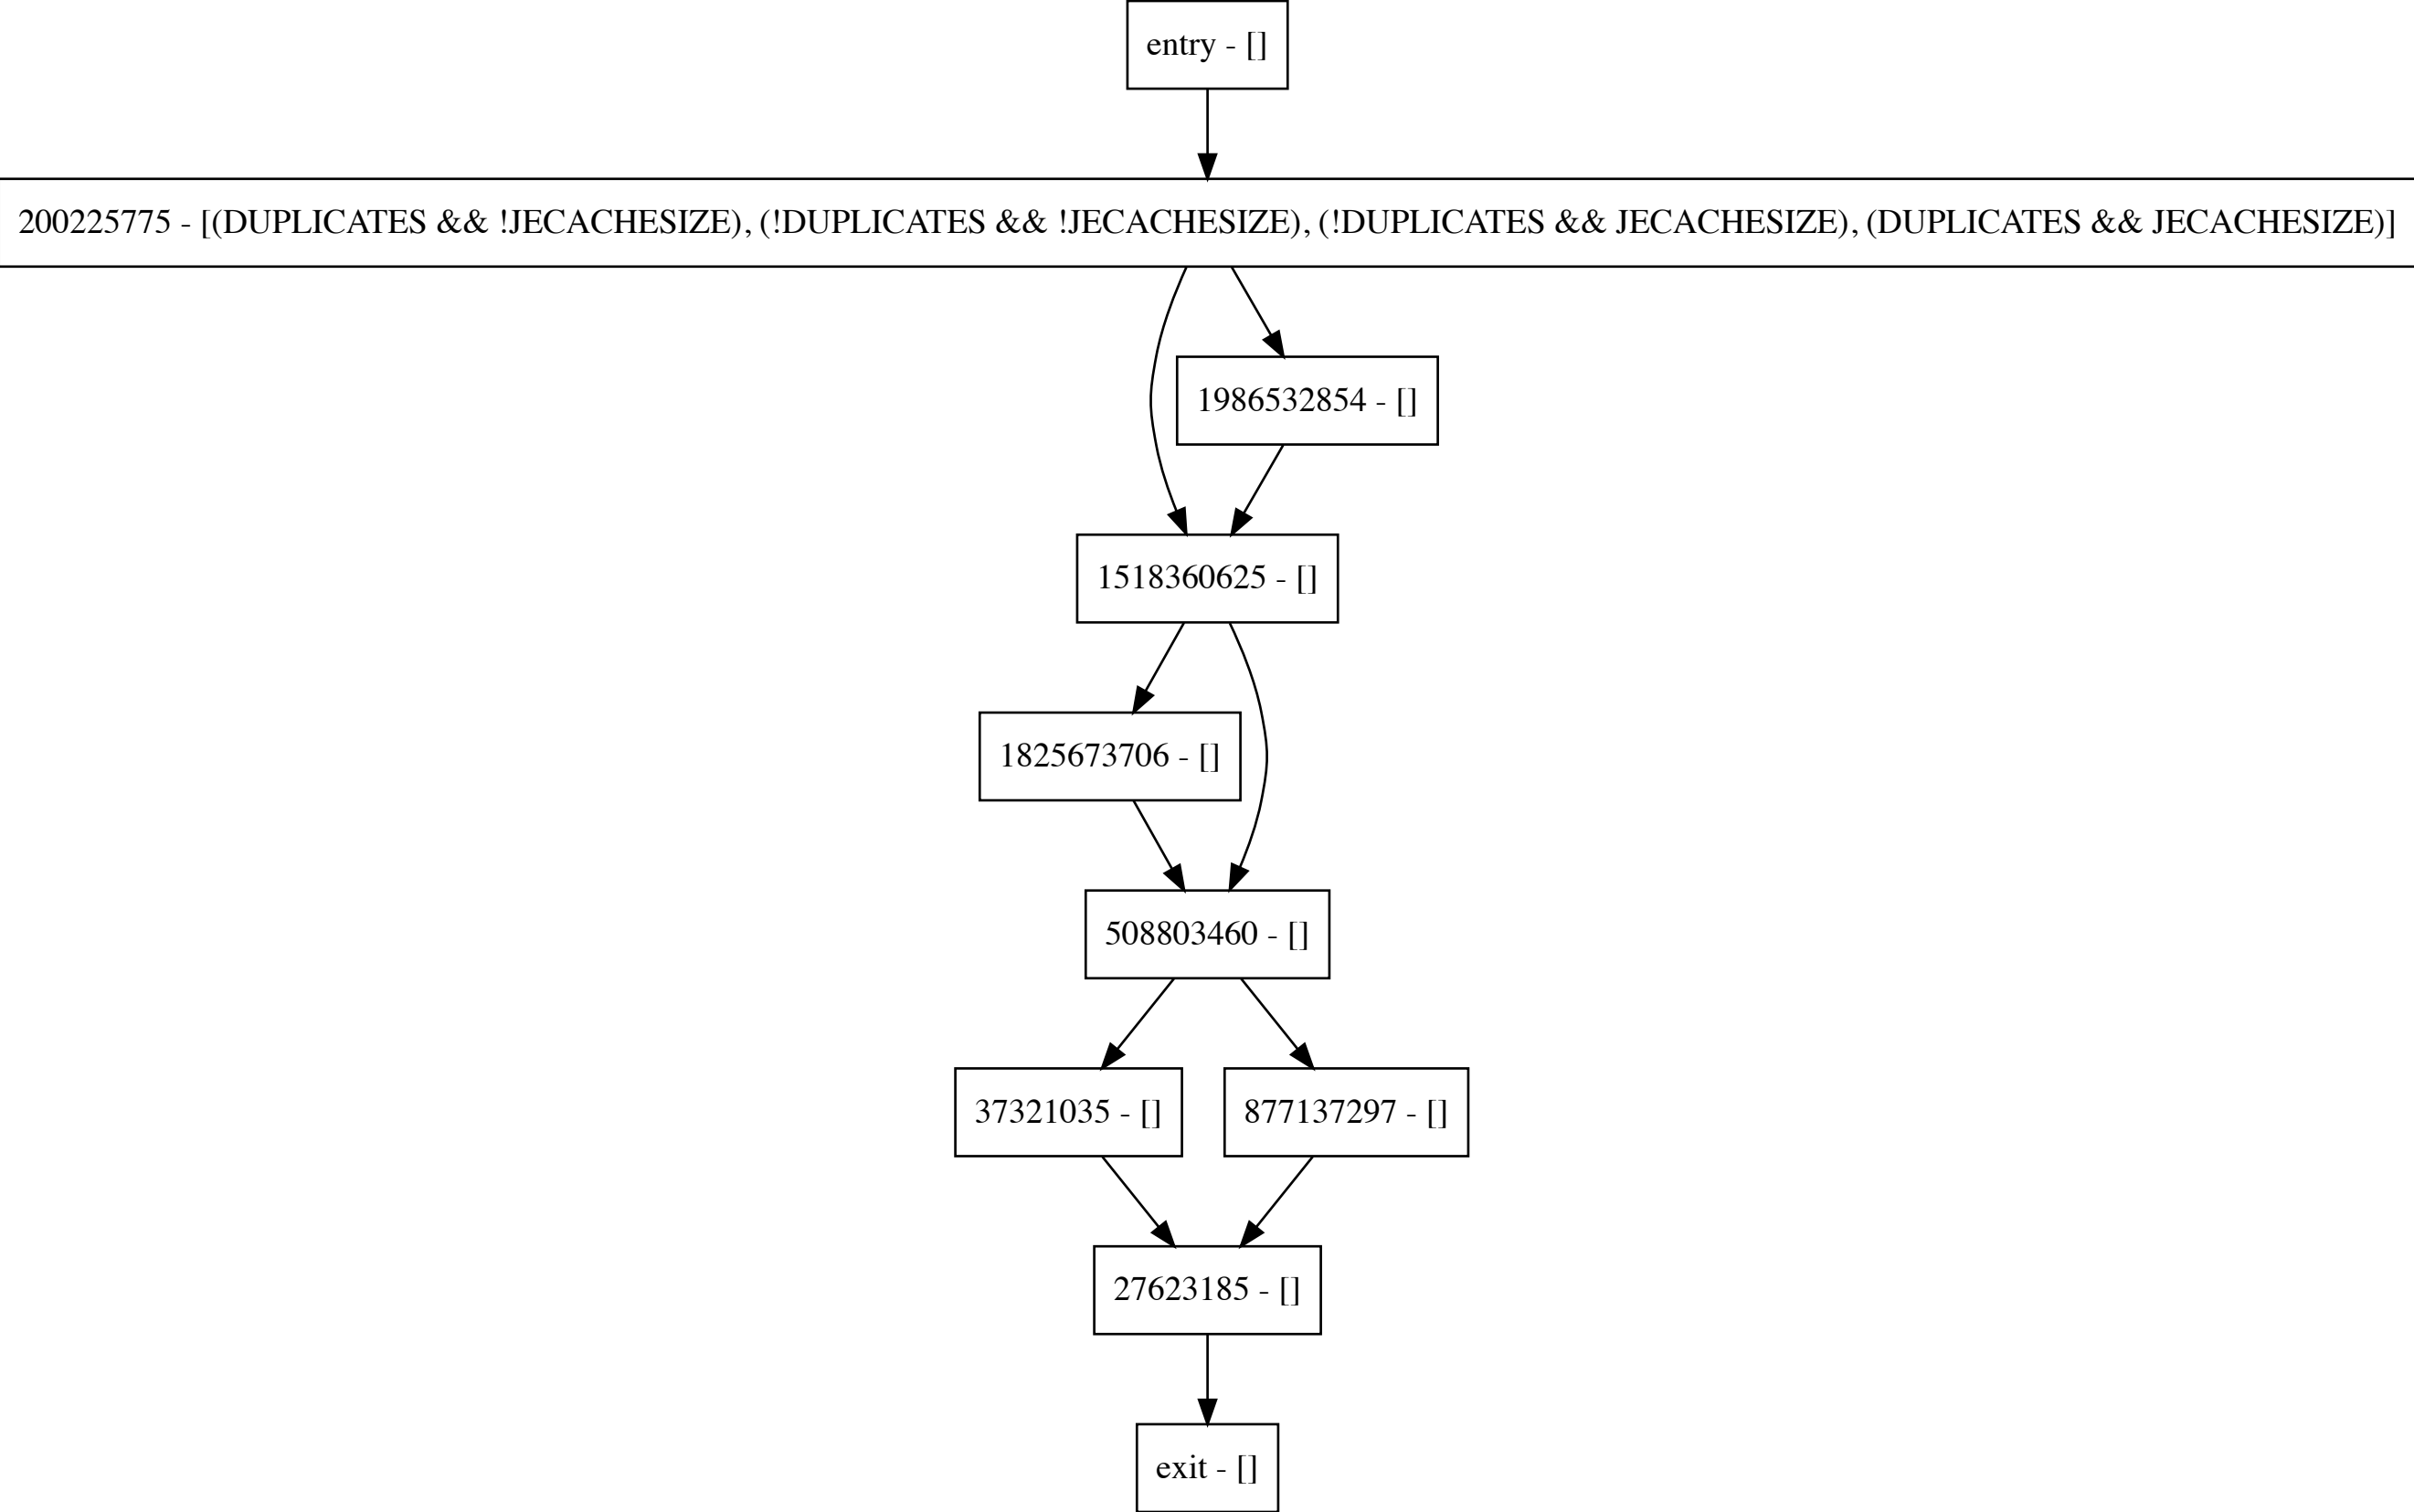 entry - []
200225775 - [(DUPLICATES && !JECACHESIZE), (!DUPLICATES && !JECACHESIZE), (!DUPLICATES && JECACHESIZE), (DUPLICATES && JECACHESIZE)]
1986532854 - []
1518360625 - []
1825673706 - []
508803460 - []
37321035 - []
877137297 - []
27623185 - []
exit - []